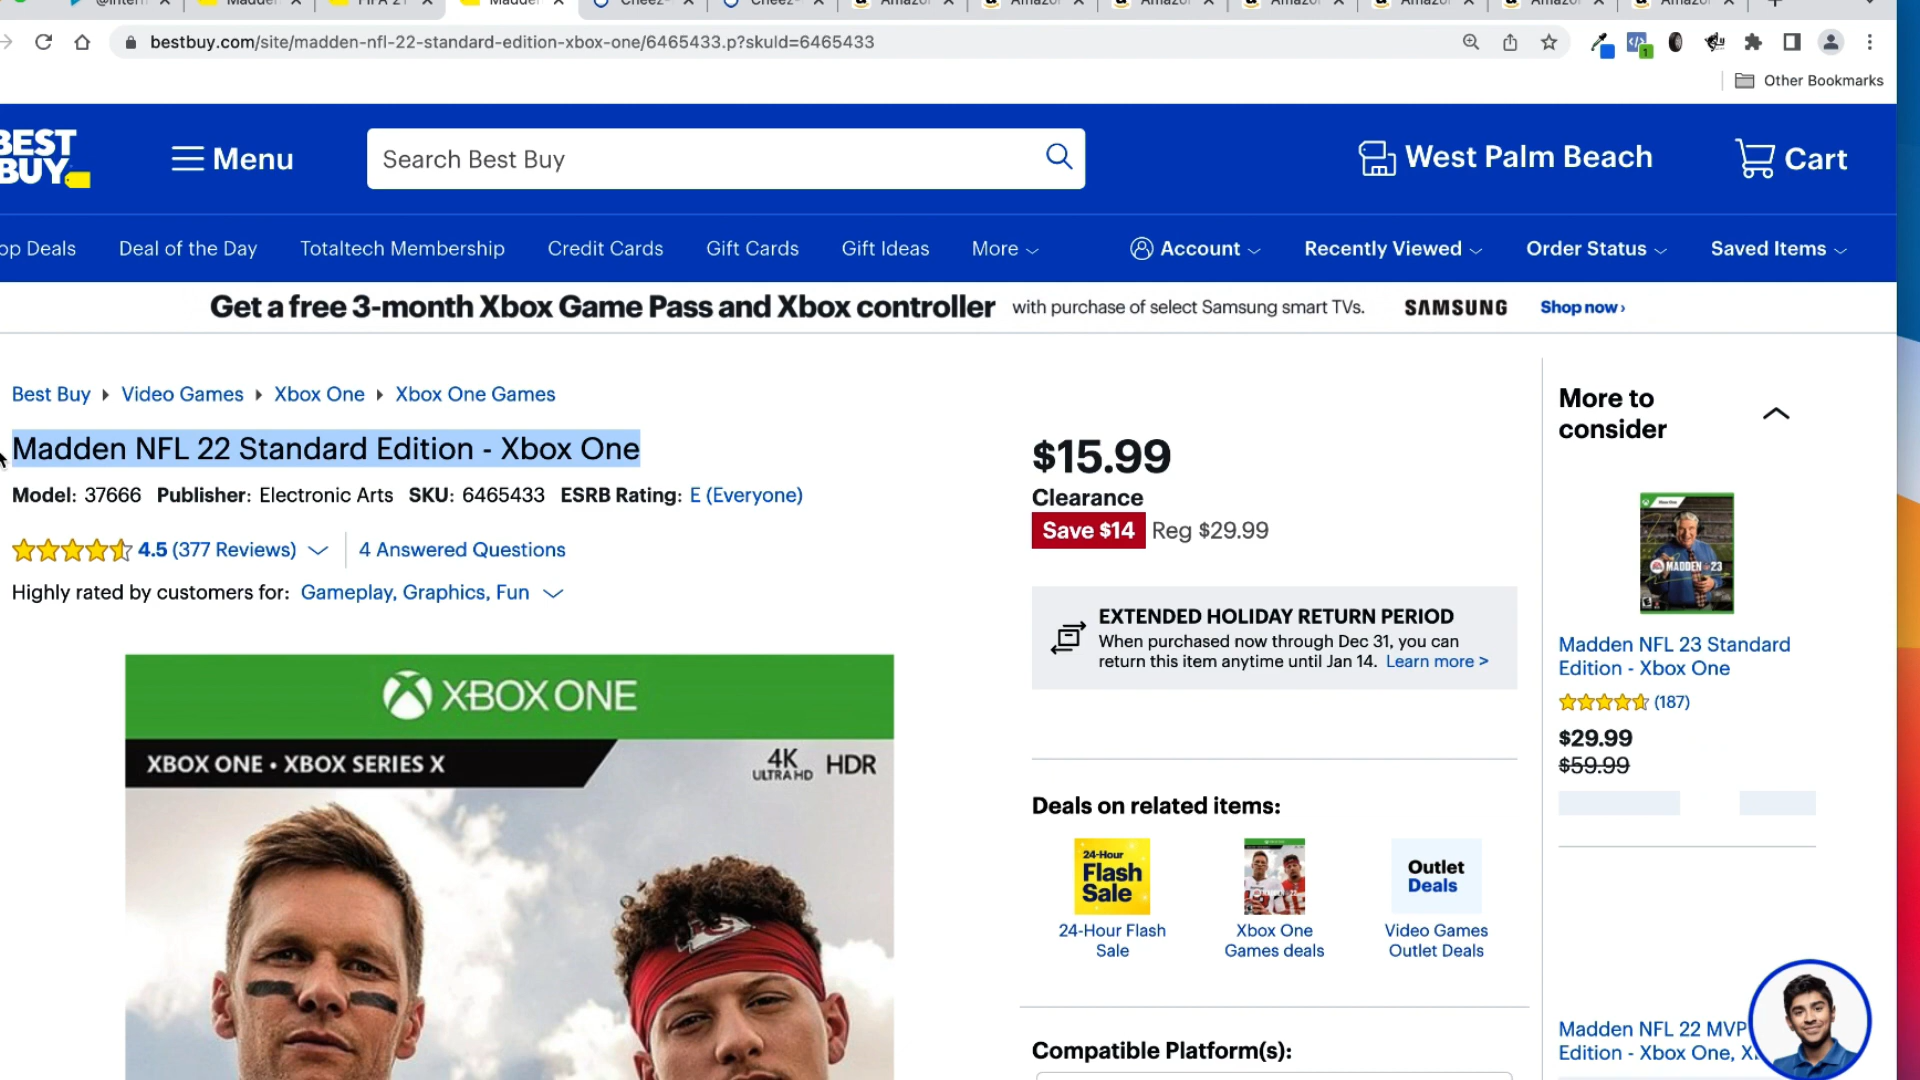 bestbuy.com/site/madden-nfl-22-standard-edition-xbox-one/6465433.p?skuId=6465433
1
Other Bookmarks
BEST
BUY
Menu
Search Best Buy
West Palm Beach
Cart
op Deals
Deal of the Day
Totaltech Membership
Credit Cards
Gift Cards
Gift Ideas
More
Account
Recently Viewed
Order Status
Saved Items
Get a free 3-month Xbox Game Pass and Xbox controller with purchase of select Samsung smart TVs. SAMSUNG Shop now ›
Best Buy Video Games Xbox One Xbox One Games
Madden NFL 22 Standard Edition - Xbox One
Model: 37666 Publisher: Electronic Arts SKU: 6465433 ESRB Rating: E (Everyone)
4.5 (377 Reviews) 4 Answered Questions
Highly rated by customers for: Gameplay, Graphics, Fun
XBOX ONE
XBOX ONE • XBOX SERIES X
4K
ULTRA HD
HDR
$15.99
Clearance
Save $14 Reg $29.99
EXTENDED HOLIDAY RETURN PERIOD
When purchased now through Dec 31, you can
return this item anytime until Jan 14. Learn more >
Deals on related items:
24-Hour
Flash
Sale
24-Hour Flash
Sale
Xbox One
Games deals
Outlet
Deals
Video Games
Outlet Deals
Compatible Platform(s):
More to
consider
MADDEN 23
Madden NFL 23 Standard
Edition - Xbox One
(187)
$29.99
$59.99
Madden NFL 22 MVP
Edition - Xbox One, X